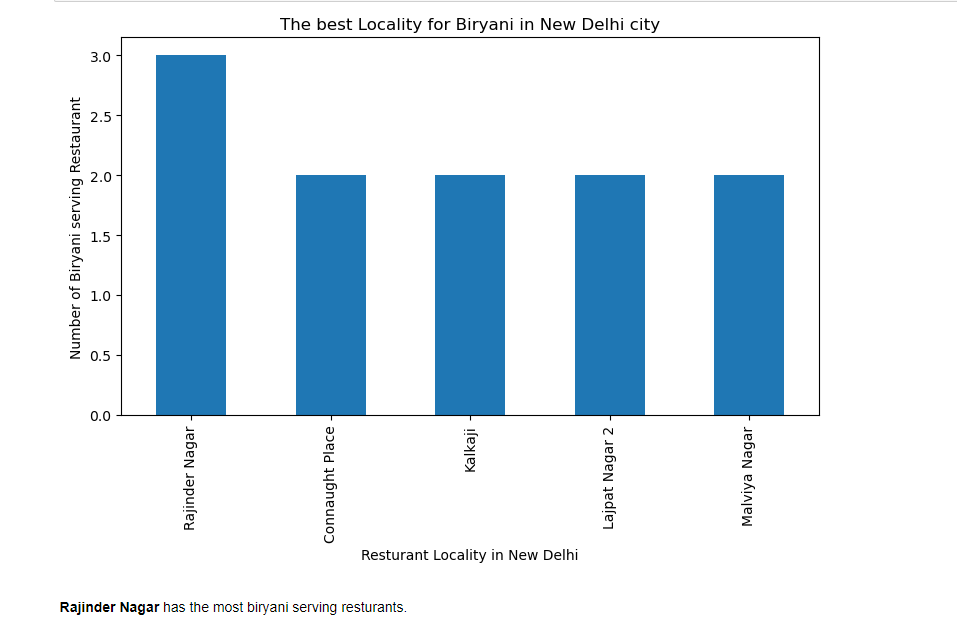 The best Locality for Biryani in New Delhi city
Number of Biryani serving Restaurant
3.0
2.5
2.0
1.5
1.0
0.5
0.0
Rajinder Nagar
Connaught Place
Kalkaji
Lajpat Nagar 2
Malviya Nagar
Resturant Locality in New Delhi
Rajinder Nagar has the most biryani serving resturants.